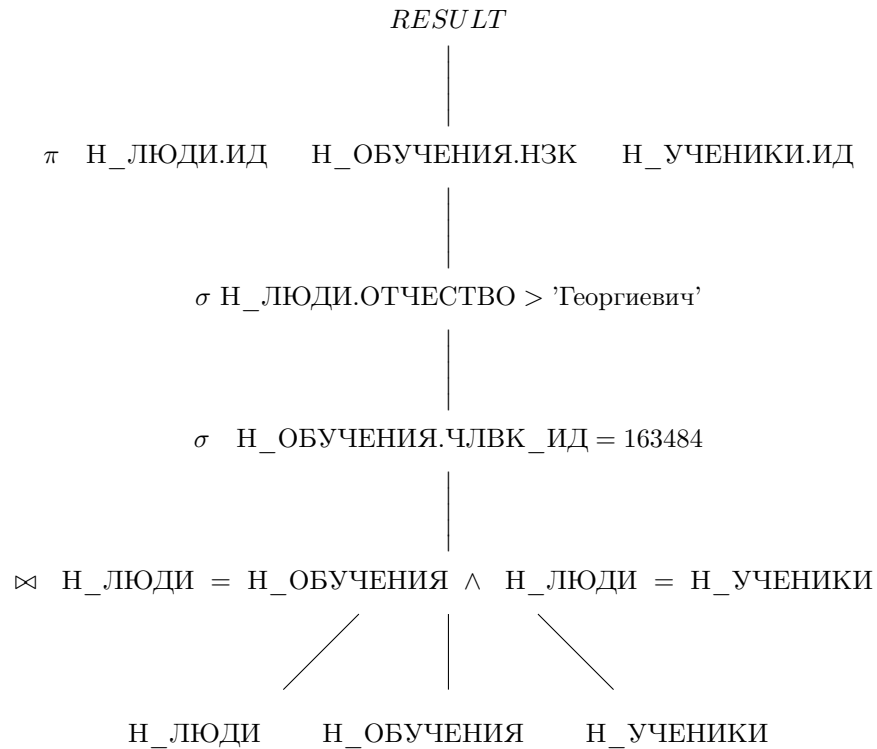 RESULT
π Н_ЛЮДИ.ИД Н_ОБУЧЕНИЯ.НЗК Н_УЧЕНИКИ.ИД
σ Н_ЛЮДИ.ОТЧЕСТВО > 'Георгиевич'
σ Н_ОБУЧЕНИЯ.ЧЛВК_ИД = 163484
⋈ Н_ЛЮДИ = Н_ОБУЧЕНИЯ ∧ Н_ЛЮДИ = Н_УЧЕНИКИ
Н_ЛЮДИ Н_ОБУЧЕНИЯ Н_УЧЕНИКИ